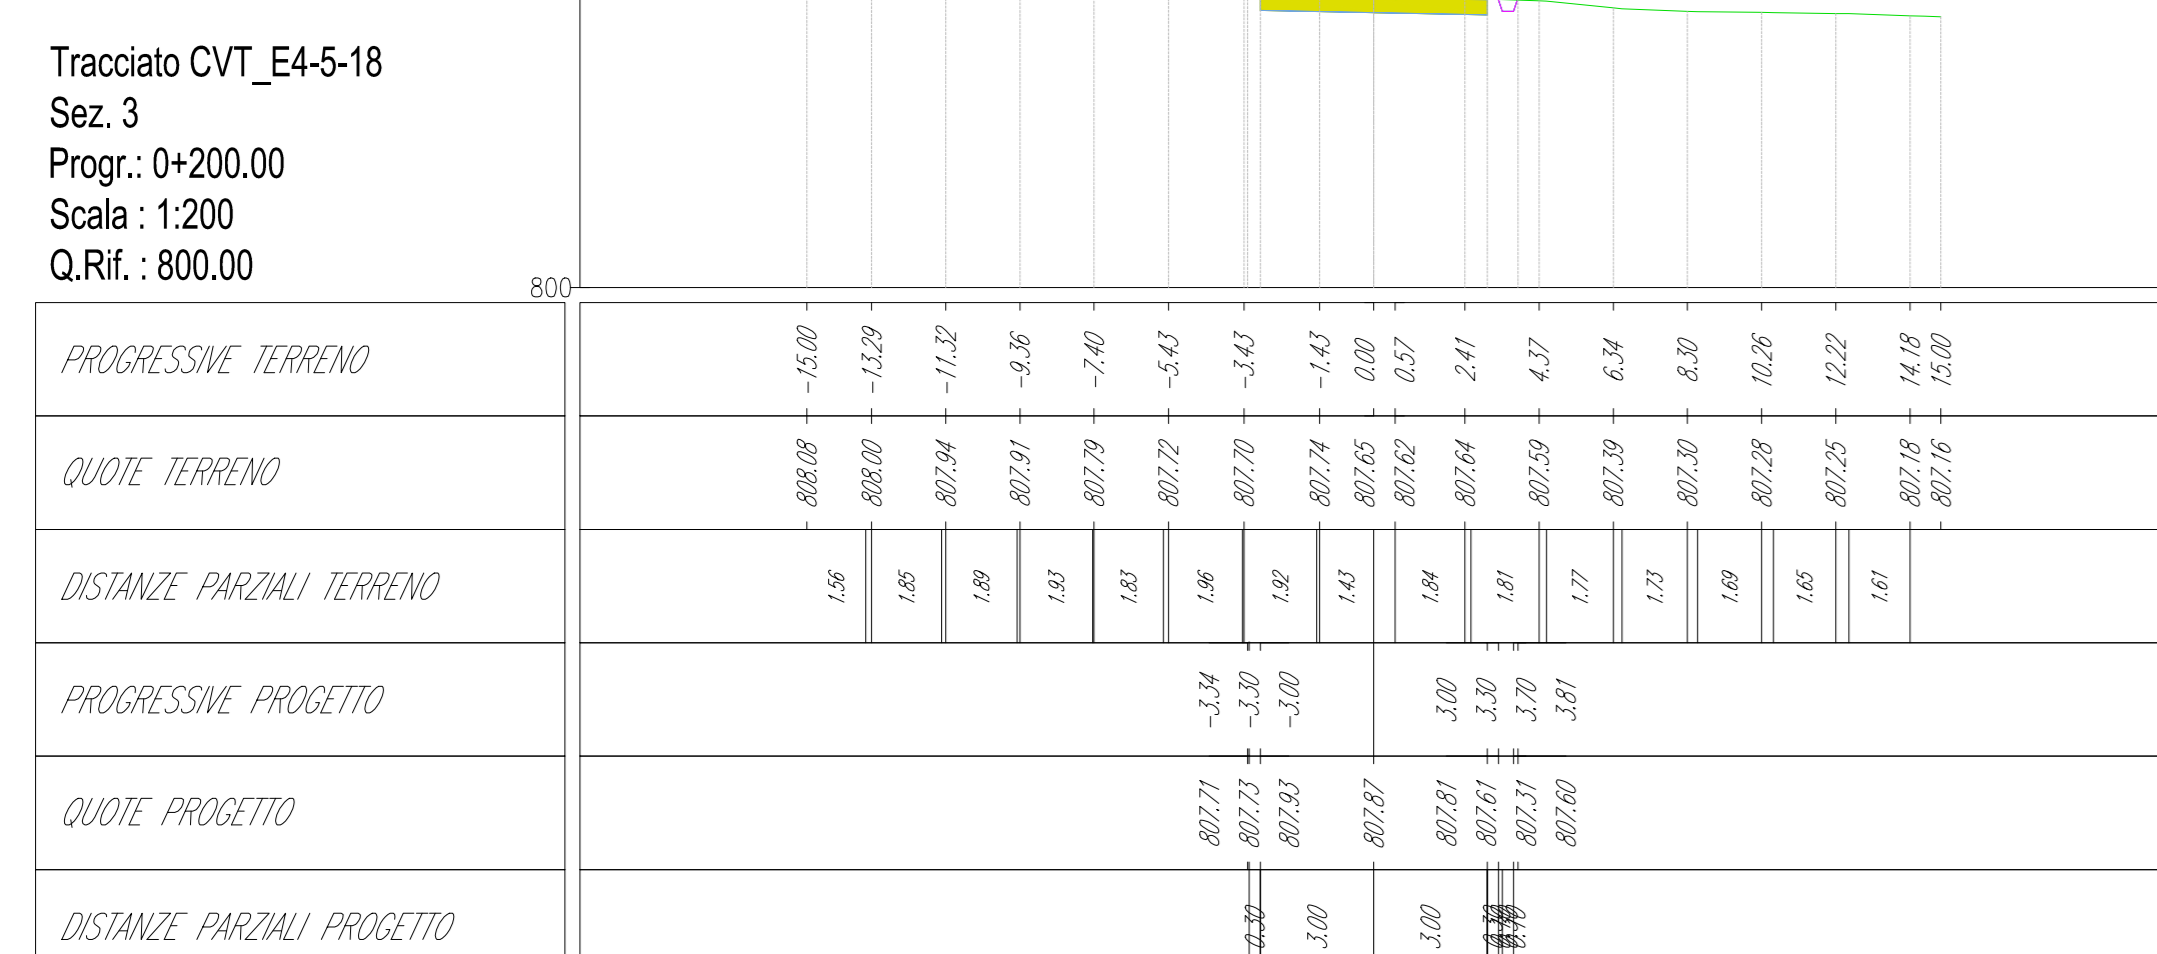 Tracciato CVT_E4-5-18
Sez. 3
Progr.: 0+200.00
Scala : 1:200
Q.Rif. : 800.00
800
PROGRESSIVE TERRENO -15.00 -13.29 -11.32 -9.36 -7.40 -5.43 -3.43 -1.43 0.00 0.57 2.41 4.37 6.34 8.30 10.26 12.22 14.18 15.00
QUOTE TERRENO 808.08 808.00 807.94 807.91 807.79 807.72 807.70 807.74 807.65 807.62 807.64 807.59 807.39 807.30 807.28 807.25 807.18 807.16
DISTANZE PARZIALI TERRENO 1.56 1.85 1.89 1.93 1.83 1.96 1.92 1.43 1.84 1.81 1.77 1.73 1.69 1.65 1.61
PROGRESSIVE PROGETTO -3.34 -3.30 -3.00 3.00 3.30 3.70 3.81
QUOTE PROGETTO 807.71 807.73 807.93 807.87 807.81 807.61 807.31 807.60
DISTANZE PARZIALI PROGETTO 0.30 3.00 3.00